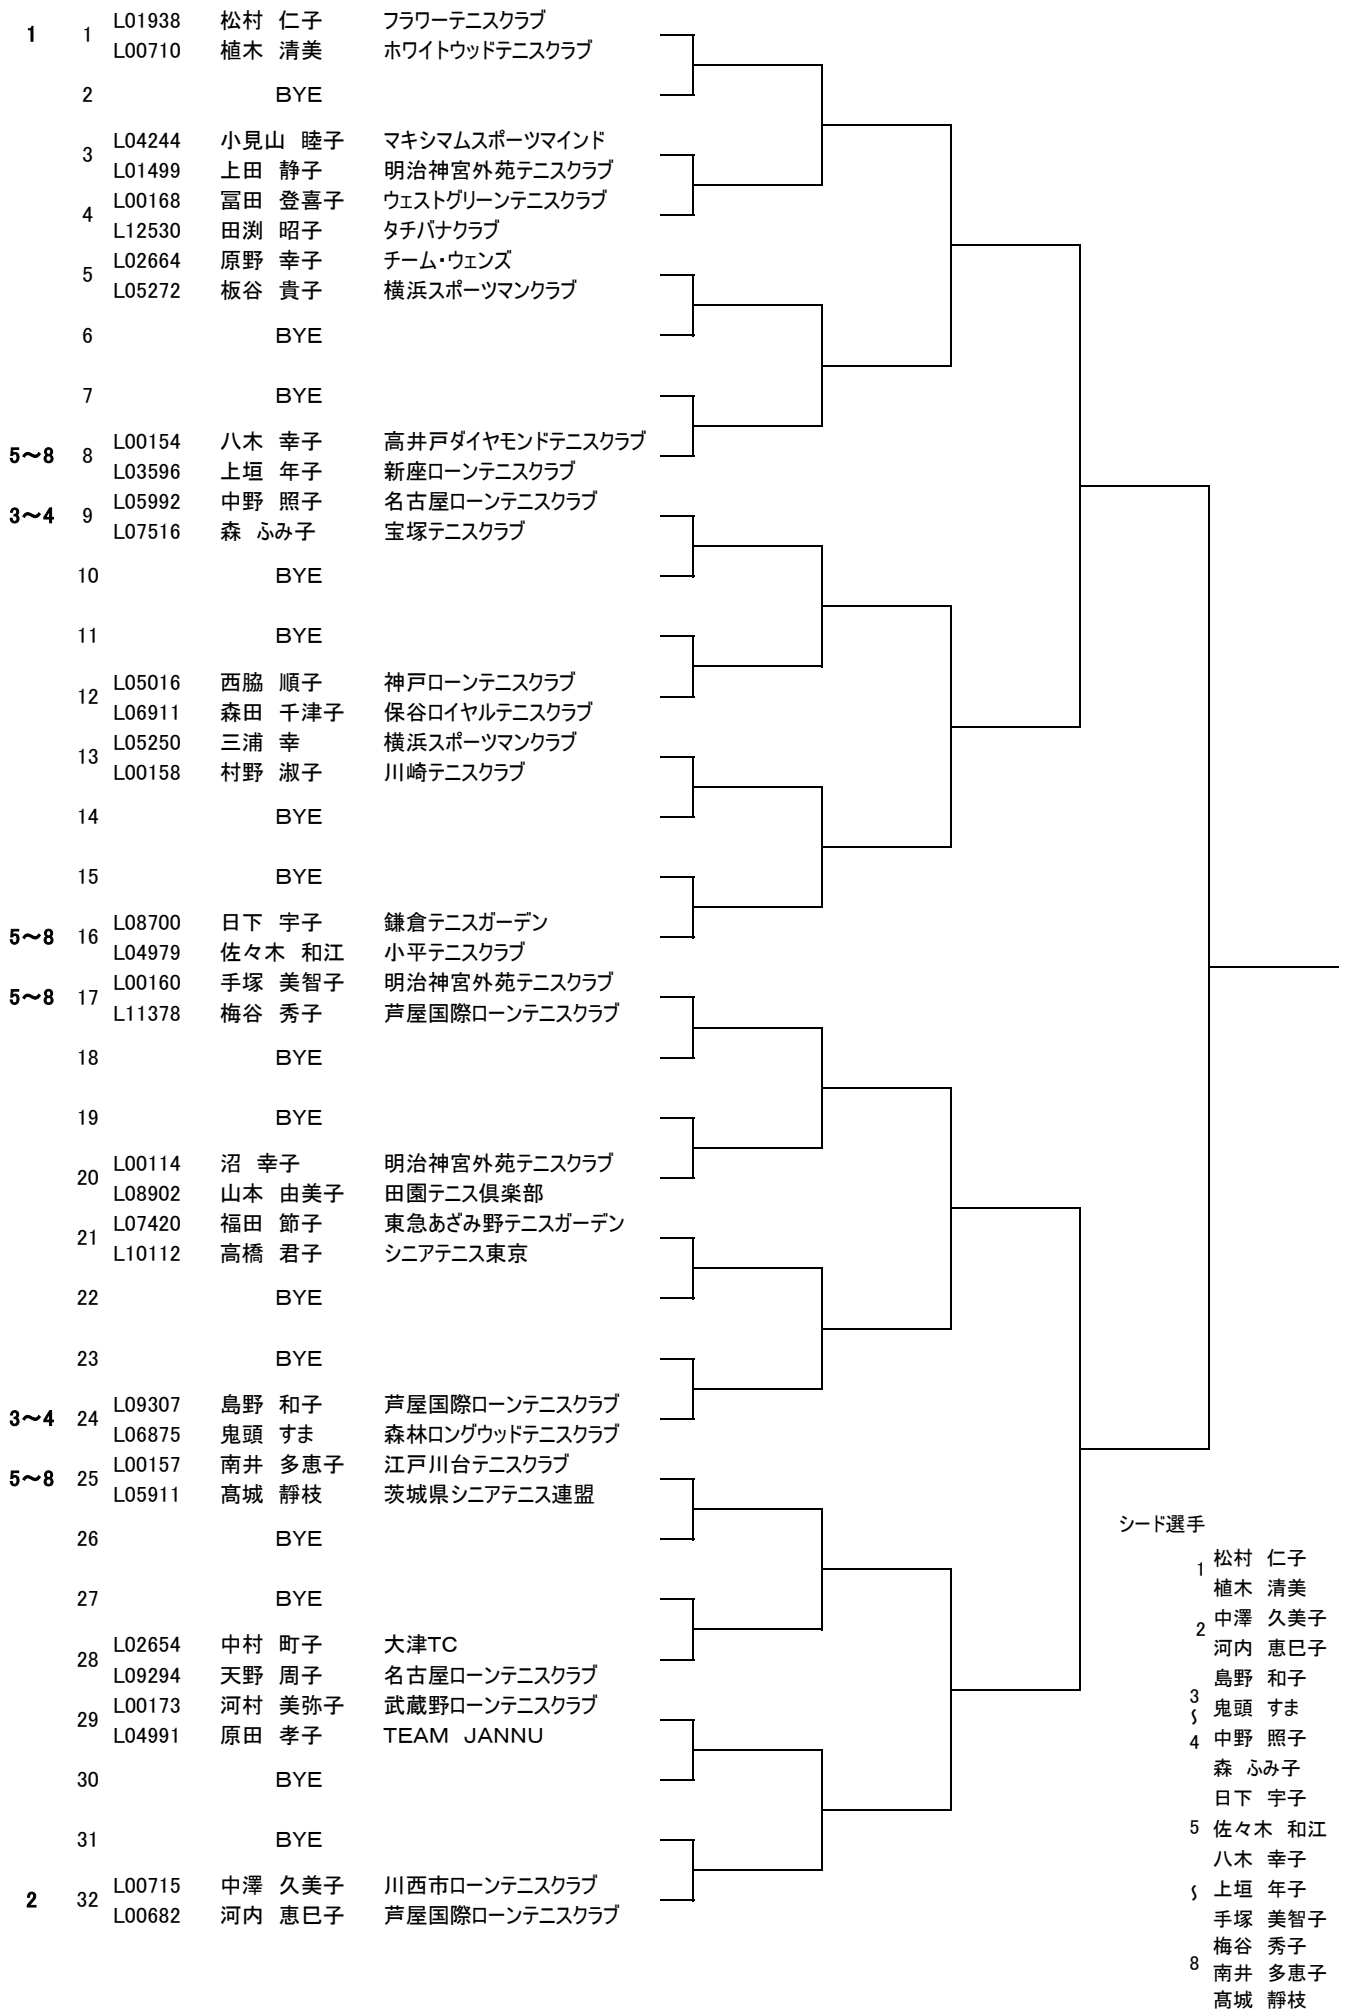 L01938 松村 仁子 フラワーテニスクラブ
1 1
L00710 植木 清美 ホワイトウッドテニスクラブ
2 BYE
L04244 小見山 睦子 マキシマムスポーツマインド
3
L01499 上田 静子 明治神宮外苑テニスクラブ
L00168 冨田 登喜子 ウェストグリーンテニスクラブ
4
L12530 田渕 昭子 タチバナクラブ
L02664 原野 幸子 チーム・ウェンズ
5
L05272 板谷 貴子 横浜スポーツマンクラブ
6 BYE
7 BYE
L00154 八木 幸子 高井戸ダイヤモンドテニスクラブ
5～8 8
L03596 上垣 年子 新座ローンテニスクラブ
L05992 中野 照子 名古屋ローンテニスクラブ
3～4 9
L07516 森 ふみ子 宝塚テニスクラブ
10 BYE
11 BYE
L05016 西脇 順子 神戸ローンテニスクラブ
12
L06911 森田 千津子 保谷ロイヤルテニスクラブ
L05250 三浦 幸 横浜スポーツマンクラブ
13
L00158 村野 淑子 川崎テニスクラブ
14 BYE
15 BYE
L08700 日下 宇子 鎌倉テニスガーデン
5～8 16
L04979 佐々木 和江 小平テニスクラブ
L00160 手塚 美智子 明治神宮外苑テニスクラブ
5～8 17
L11378 梅谷 秀子 芦屋国際ローンテニスクラブ
18 BYE
19 BYE
L00114 沼 幸子 明治神宮外苑テニスクラブ
20
L08902 山本 由美子 田園テニス倶楽部
L07420 福田 節子 東急あざみ野テニスガーデン
21
L10112 高橋 君子 シニアテニス東京
22 BYE
23 BYE
L09307 島野 和子 芦屋国際ローンテニスクラブ
3～4 24
L06875 鬼頭 すま 森林ロングウッドテニスクラブ
L00157 南井 多恵子 江戸川台テニスクラブ
5～8 25
L05911 髙城 靜枝 茨城県シニアテニス連盟
26 BYE
27 BYE
L02654 中村 町子 大津TC
28
L09294 天野 周子 名古屋ローンテニスクラブ
L00173 河村 美弥子 武蔵野ローンテニスクラブ
29
L04991 原田 孝子 TEAM JANNU
30 BYE
31 BYE
L00715 中澤 久美子 川西市ローンテニスクラブ
2 32
L00682 河内 恵巳子 芦屋国際ローンテニスクラブ
シード選手
1 松村 仁子
植木 清美
2 中澤 久美子
河内 恵巳子
島野 和子
3 鬼頭 すま
～
4 中野 照子
森 ふみ子
日下 宇子
5 佐々木 和江
八木 幸子
～ 上垣 年子
手塚 美智子
梅谷 秀子
8 南井 多恵子
髙城 靜枝